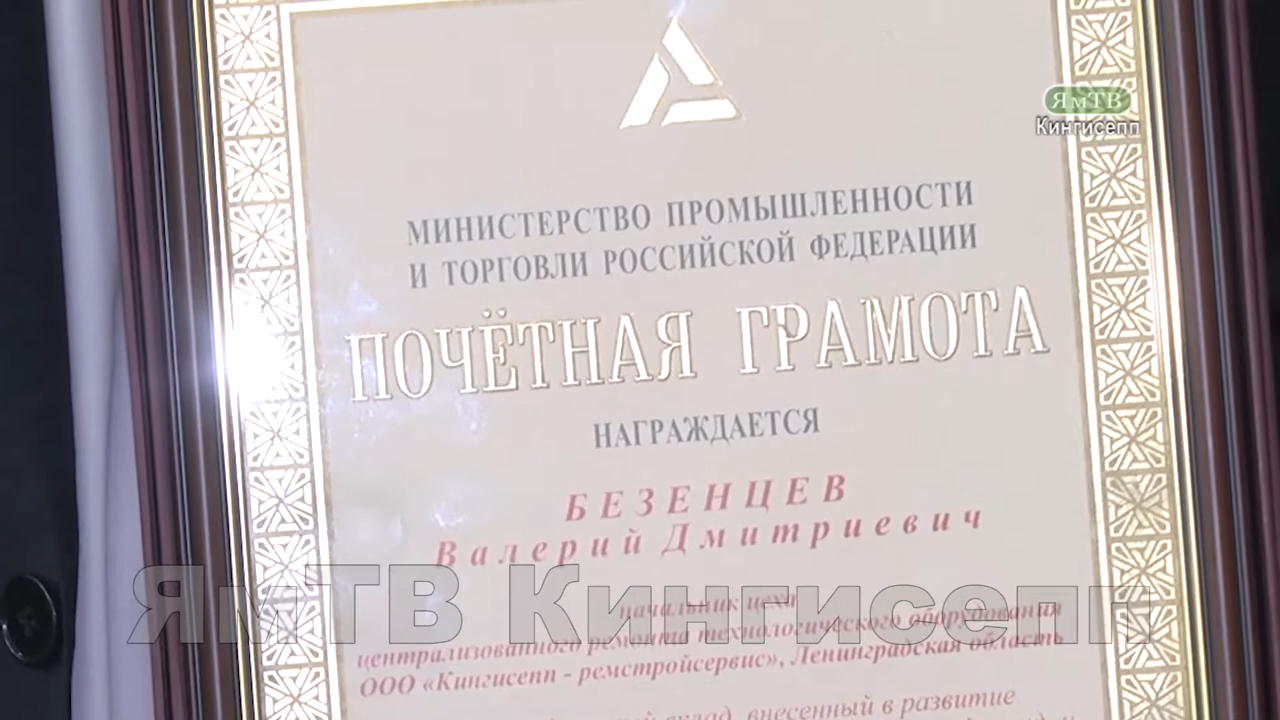 ЯмТВ
Кингисепп
МИНИСТЕРСТВО ПРОМЫШЛЕННОСТИ
И ТОРГОВЛИ РОССИЙСКОЙ ФЕДЕРАЦИИ
ПОЧЁТНАЯ ГРАМОТА
НАГРАЖДАЕТСЯ
БЕЗЕНЦЕВ
Валерий Дмитриевич
ЯмТВ Кингисепп
начальник цеха
централизованного ремонта технологического оборудования
ООО «Кингисепп - ремстройсервис», Ленинградская область
вклад, внесенный в развитие